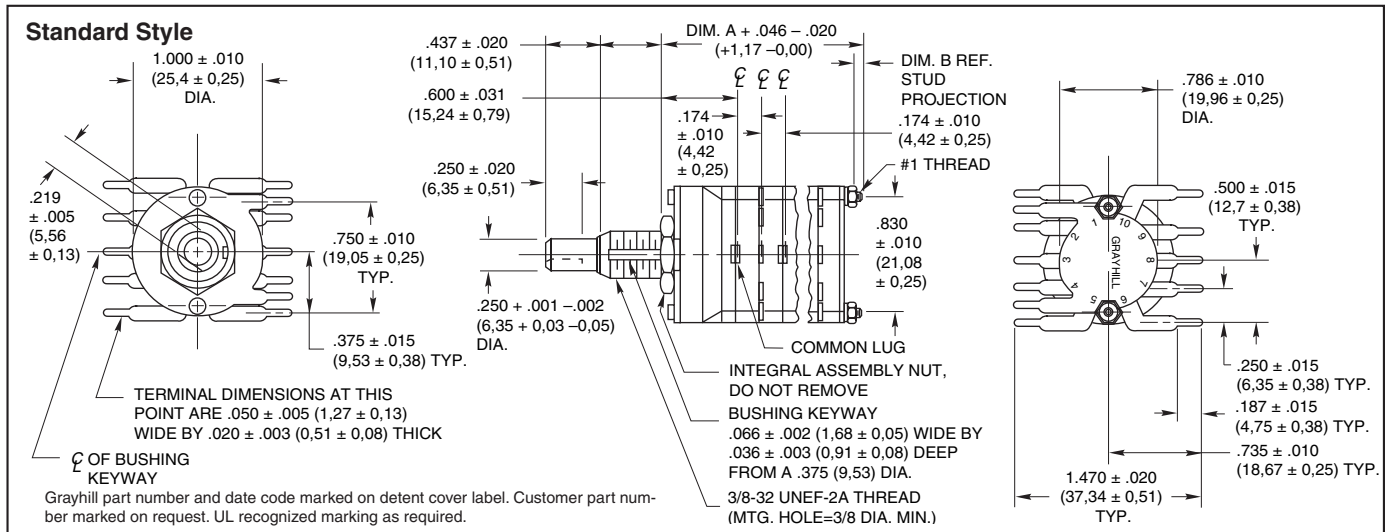 Standard Style
1.000 ± .010
(25,4 ± 0,25)
DIA.
.437 ± .020
(11,10 ± 0,51)
DIM. A + .046 – .020
(+1,17 –0,00)
DIM. B REF.
STUD
PROJECTION
.786 ± .010
(19,96 ± 0,25)
DIA.
.600 ± .031
(15,24 ± 0,79)
.174
± .010
(4,42
± 0,25)
.174 ± .010
(4,42 ± 0,25)
#1 THREAD
.250 ± .020
(6,35 ± 0,51)
.219
± .005
(5,56
± 0,13)
.750 ± .010
(19,05 ± 0,25)
TYP.
.830
± .010
(21,08
± 0,25)
.500 ± .015
(12,7 ± 0,38)
TYP.
1
2
3
4
5
6
7
8
9
10
GRAYHILL
.250 + .001 –.002
(6,35 + 0,03 –0,05)
DIA.
.375 ± .015
(9,53 ± 0,38) TYP.
COMMON LUG
INTEGRAL ASSEMBLY NUT,
DO NOT REMOVE
.250 ± .015
(6,35 ± 0,38) TYP.
TERMINAL DIMENSIONS AT THIS
POINT ARE .050 ± .005 (1,27 ± 0,13)
WIDE BY .020 ± .003 (0,51 ± 0,08) THICK
BUSHING KEYWAY
.066 ± .002 (1,68 ± 0,05) WIDE BY
.036 ± .003 (0,91 ± 0,08) DEEP
FROM A .375 (9,53) DIA.
.187 ± .015
(4,75 ± 0,38) TYP.
.735 ± .010
(18,67 ± 0,25) TYP.
℄ OF BUSHING
KEYWAY
3/8-32 UNEF-2A THREAD
(MTG. HOLE=3/8 DIA. MIN.)
1.470 ± .020
(37,34 ± 0,51)
TYP.
Grayhill part number and date code marked on detent cover label. Customer part num-
ber marked on request. UL recognized marking as required.
℄ ℄ ℄